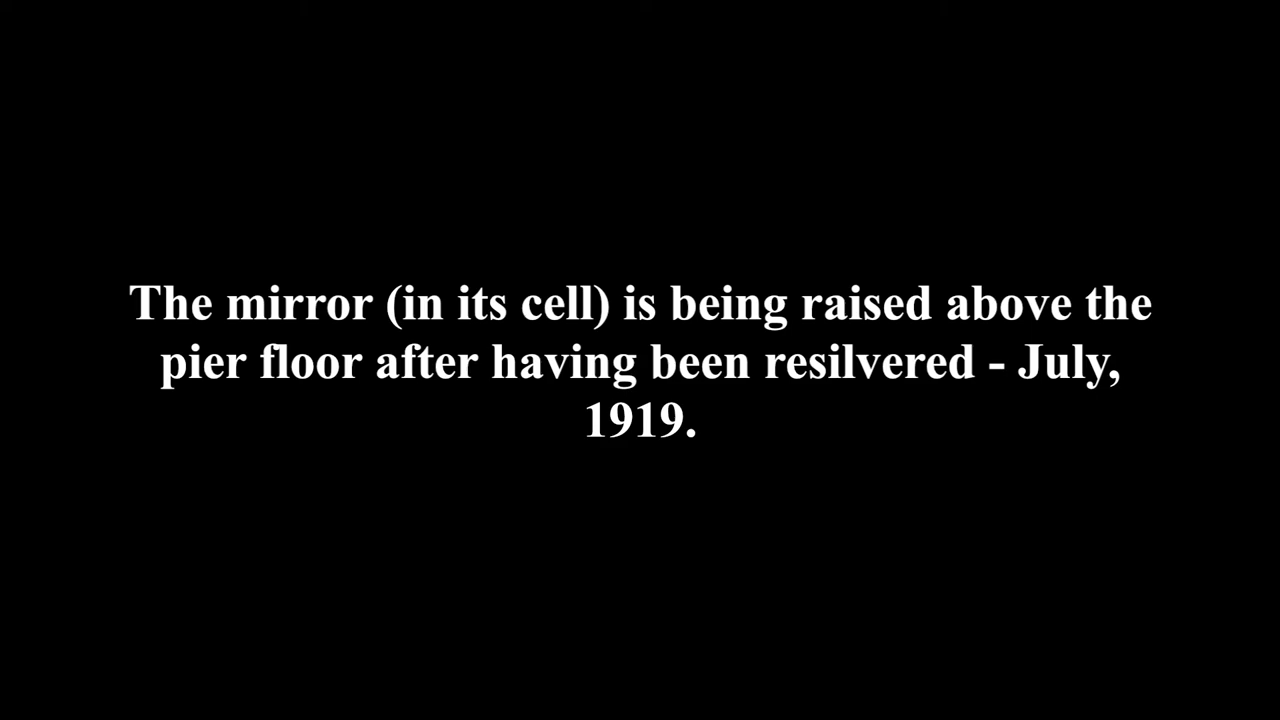 The mirror (in its cell) is being raised above the
pier floor after having been resilvered - July,
1919.